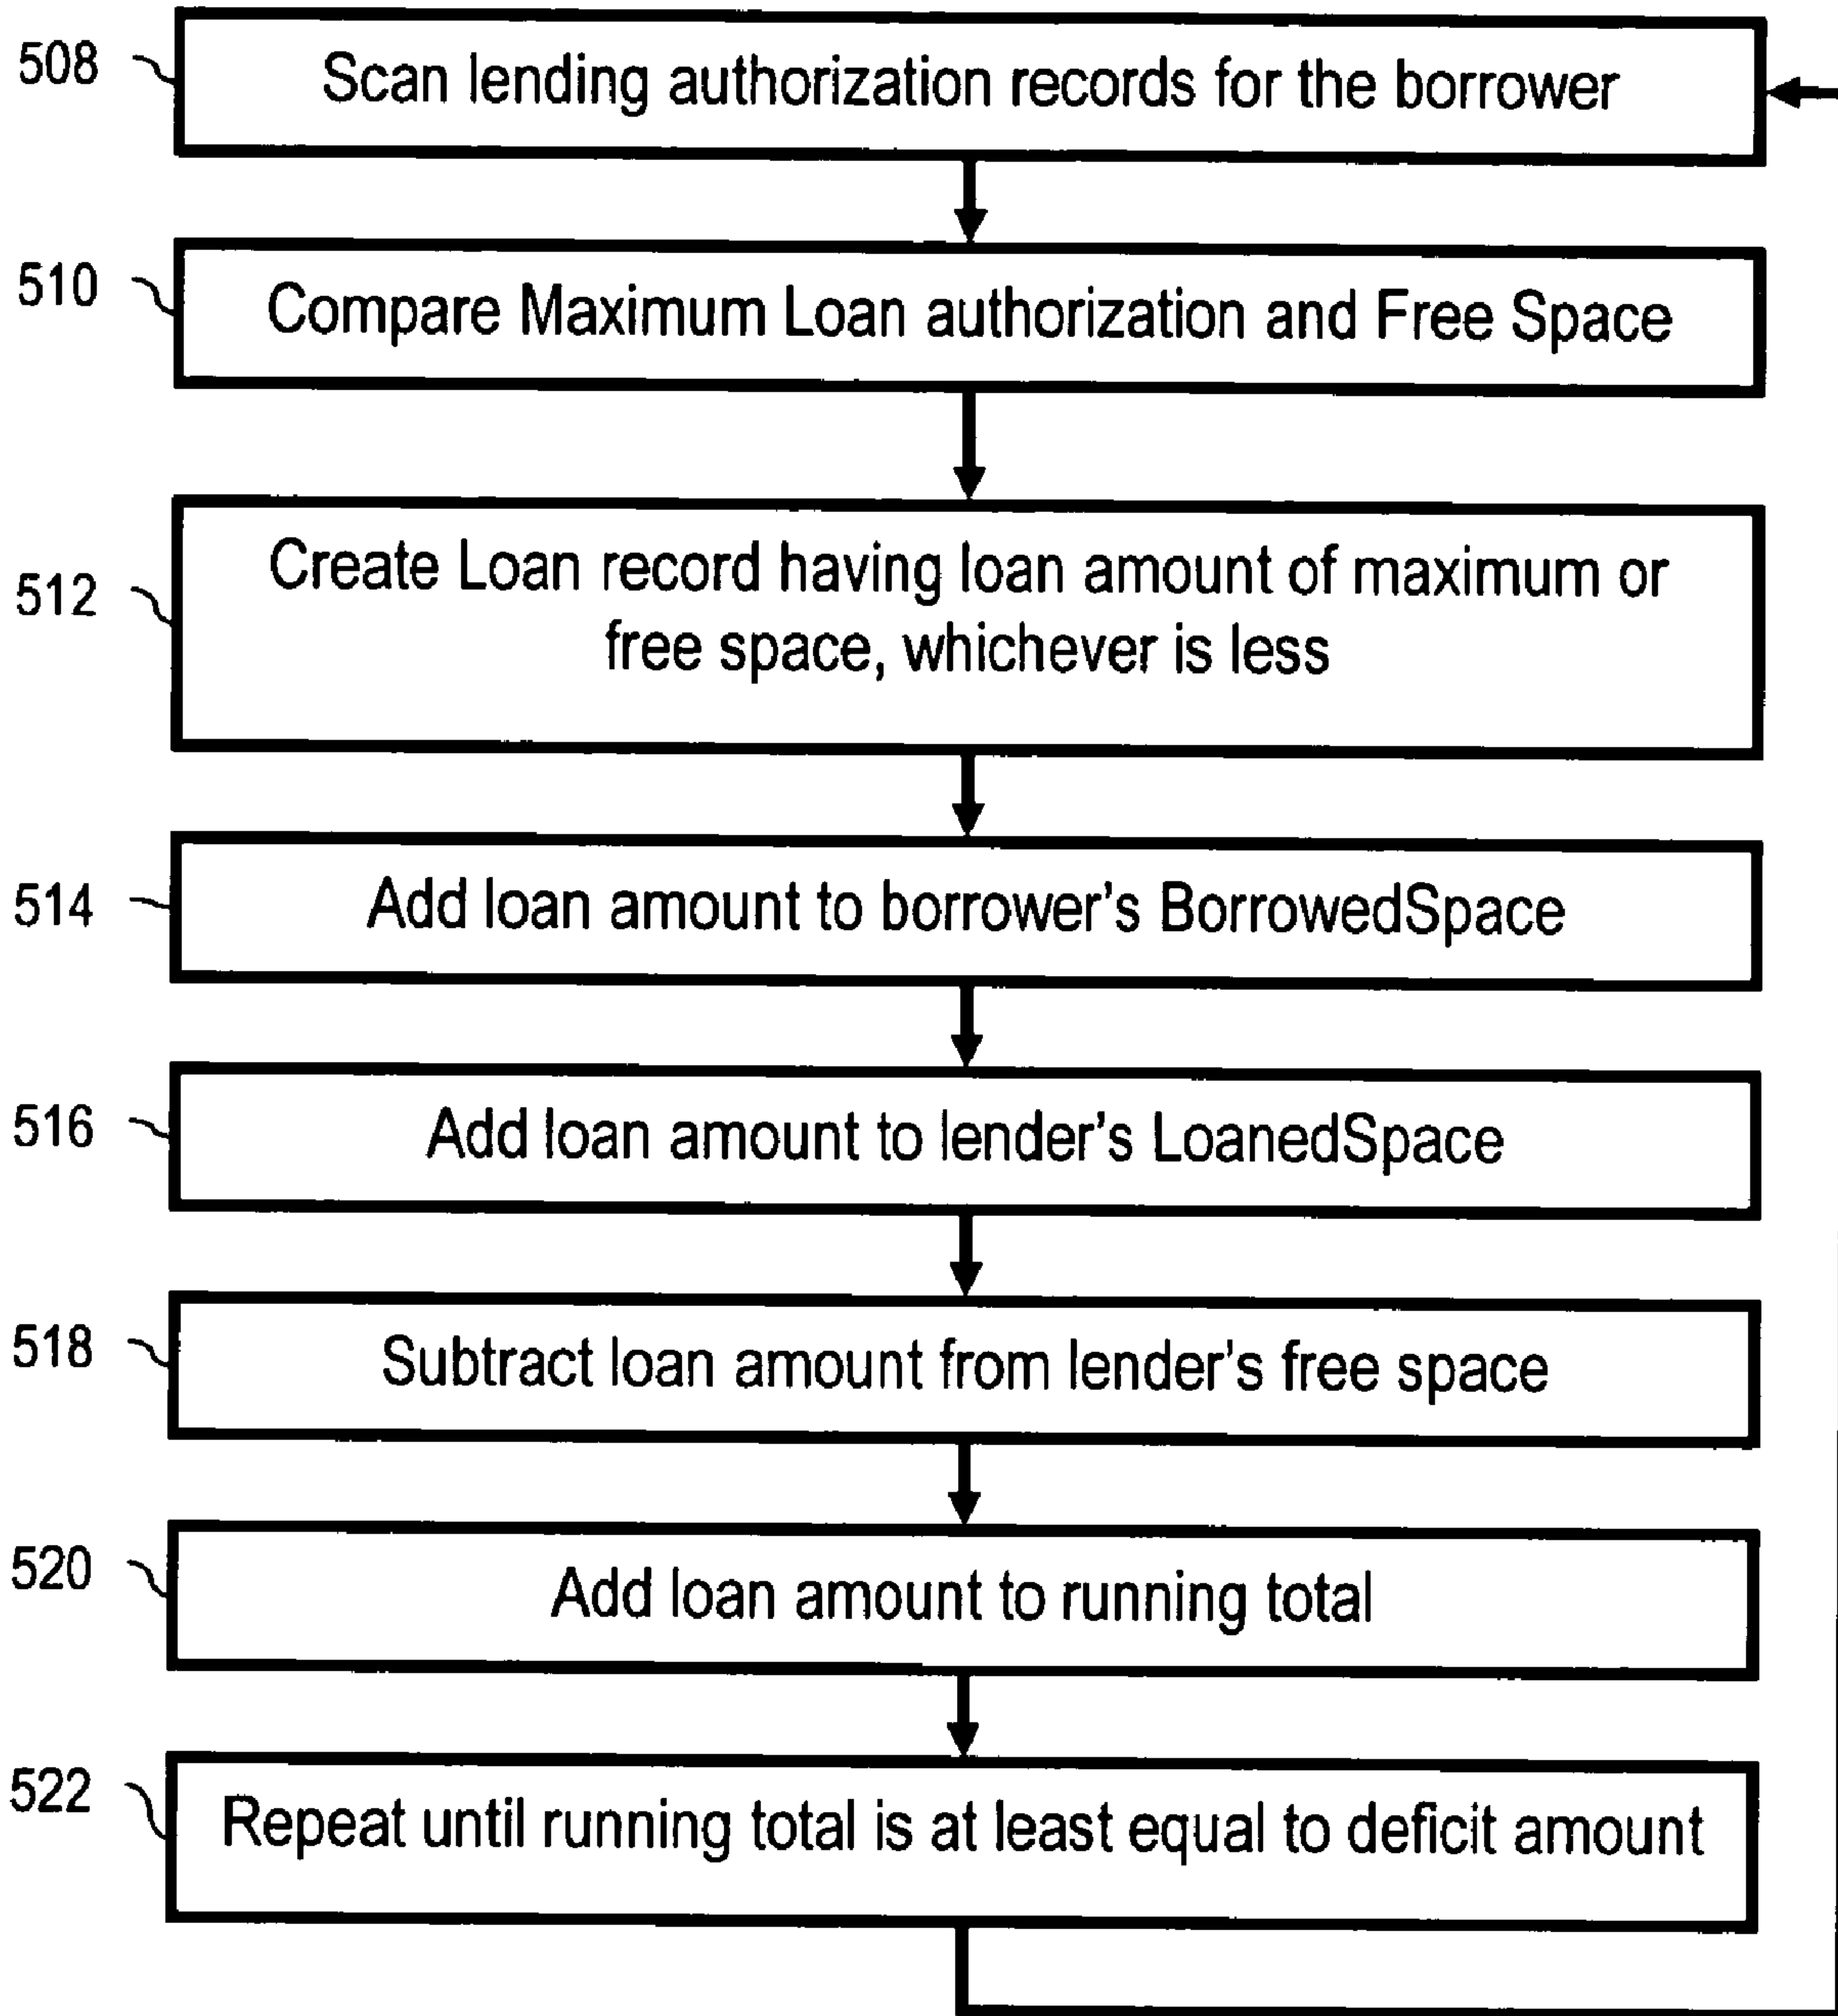 508
Scan lending authorization records for the borrower
510
Compare Maximum Loan authorization and Free Space
512
Create Loan record having loan amount of maximum or
free space, whichever is less
514
Add loan amount to borrower's BorrowedSpace
516
Add loan amount to lender's LoanedSpace
518
Subtract loan amount from lender's free space
520
Add loan amount to running total
522
Repeat until running total is at least equal to deficit amount